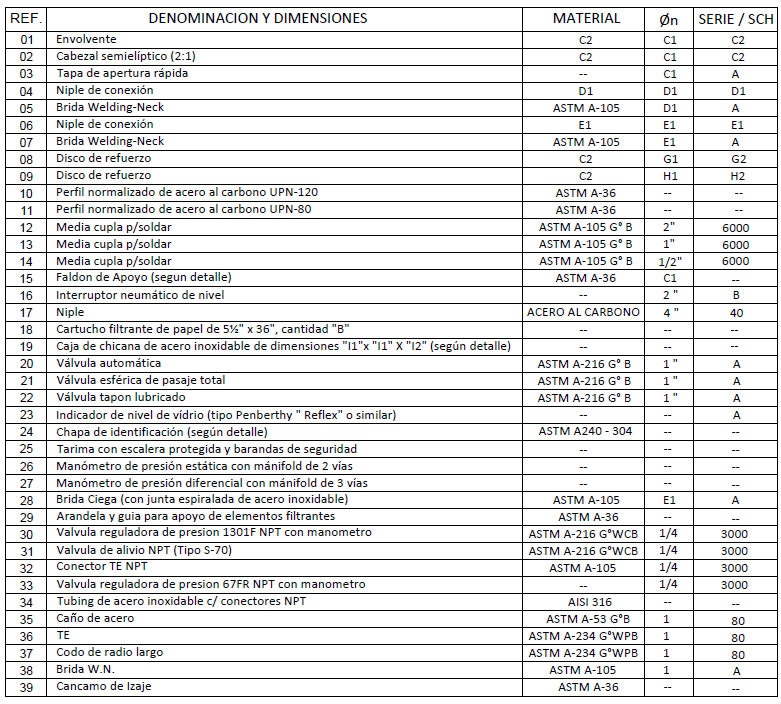 REF. DENOMINACION Y DIMENSIONES MATERIAL Øn SERIE / SCH
01 Envolvente C2 C1 C2
02 Cabezal semielíptico (2:1) C2 C1 C2
03 Tapa de apertura rápida -- C1 A
04 Niple de conexión D1 D1 D1
05 Brida Welding-Neck ASTM A-105 D1 A
06 Niple de conexión E1 E1 E1
07 Brida Welding-Neck ASTM A-105 E1 A
08 Disco de refuerzo C2 G1 G2
09 Disco de refuerzo C2 H1 H2
10 Perfil normalizado de acero al carbono UPN-120 ASTM A-36 -- --
11 Perfil normalizado de acero al carbono UPN-80 ASTM A-36 -- --
12 Media cupla p/soldar ASTM A-105 G° B 2" 6000
13 Media cupla p/soldar ASTM A-105 G° B 1" 6000
14 Media cupla p/soldar ASTM A-105 G° B 1/2" 6000
15 Faldon de Apoyo (segun detalle) ASTM A-36 C1 --
16 Interruptor neumático de nivel -- 2 " B
17 Niple ACERO AL CARBONO 4 " 40
18 Cartucho filtrante de papel de 5½" x 36", cantidad "B" -- -- --
19 Caja de chicana de acero inoxidable de dimensiones "I1"x "I1" X "I2" (según detalle) -- -- --
20 Válvula automática ASTM A-216 G° B 1 " A
21 Válvula esférica de pasaje total ASTM A-216 G° B 1 " A
22 Válvula tapon lubricado ASTM A-216 G° B 1 " A
23 Indicador de nivel de vídrio (tipo Penberthy " Reflex" o similar) -- -- A
24 Chapa de identificación (según detalle) ASTM A240 - 304 -- --
25 Tarima con escalera protegida y barandas de seguridad -- -- --
26 Manómetro de presión estática con mánifold de 2 vías -- -- --
27 Manómetro de presión diferencial con mánifold de 3 vías -- -- --
28 Brida Ciega (con junta espiralada de acero inoxidable) ASTM A-105 E1 A
29 Arandela y guia para apoyo de elementos filtrantes ASTM A-36 -- --
30 Valvula reguladora de presion 1301F NPT con manometro ASTM A-216 G°WCB 1/4 3000
31 Valvula de alivio NPT (Tipo S-70) ASTM A-216 G°WCB 1/4 3000
32 Conector TE NPT ASTM A-105 1/4 3000
33 Valvula reguladora de presion 67FR NPT con manometro -- 1/4 3000
34 Tubing de acero inoxidable c/ conectores NPT AISI 316 -- --
35 Caño de acero ASTM A-53 G°B 1 80
36 TE ASTM A-234 G°WPB 1 80
37 Codo de radio largo ASTM A-234 G°WPB 1 80
38 Brida W.N. ASTM A-105 1 A
39 Cancamo de Izaje ASTM A-36 -- --